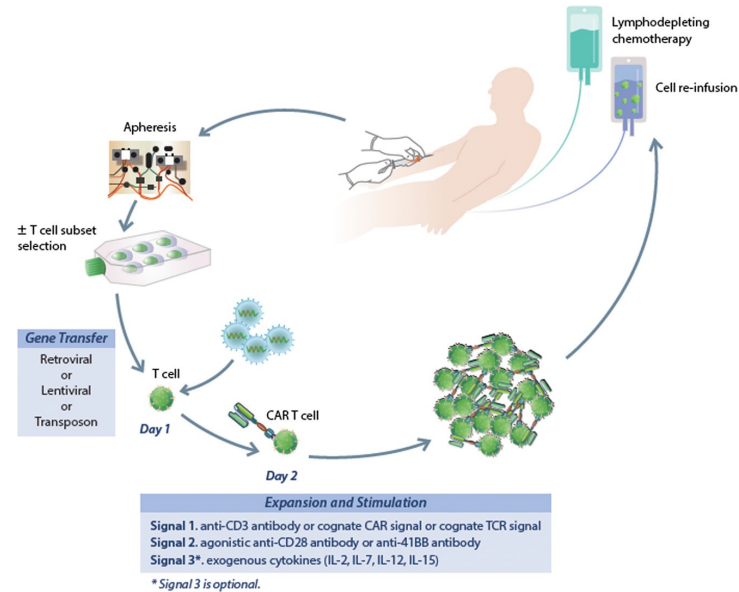 Lymphodepleting
chemotherapy
Cell re-infusion
Apheresis
± T cell subset
selection
Gene Transfer
Retroviral
or
Lentiviral
or
Transposon
T cell
Day 1
CAR T cell
Day 2
Expansion and Stimulation
Signal 1. anti-CD3 antibody or cognate CAR signal or cognate TCR signal
Signal 2. agonistic anti-CD28 antibody or anti-41BB antibody
Signal 3*. exogenous cytokines (IL-2, IL-7, IL-12, IL-15)
* Signal 3 is optional.